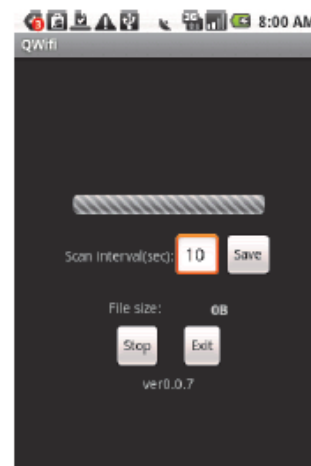 8:00 AM
QWifi
Scan Interval(sec): 10 Save
File size: 0B
Stop Exit
ver0.0.7